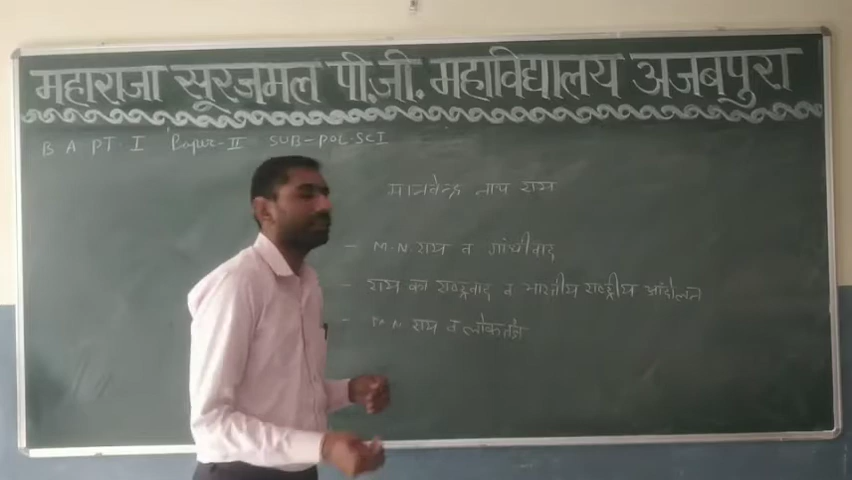 महाराजा सूरजमल पी.जी. महाविद्यालय अजबपुरा
B A PT. I Paper-II SUB-POL.SCI
मानवेन्द्र नाथ राय
- M.N. राय व गांधीवाद
- राय का राष्ट्रवाद व भारतीय राष्ट्रीय आंदोलन
- M.N. राय व लोकतंत्र